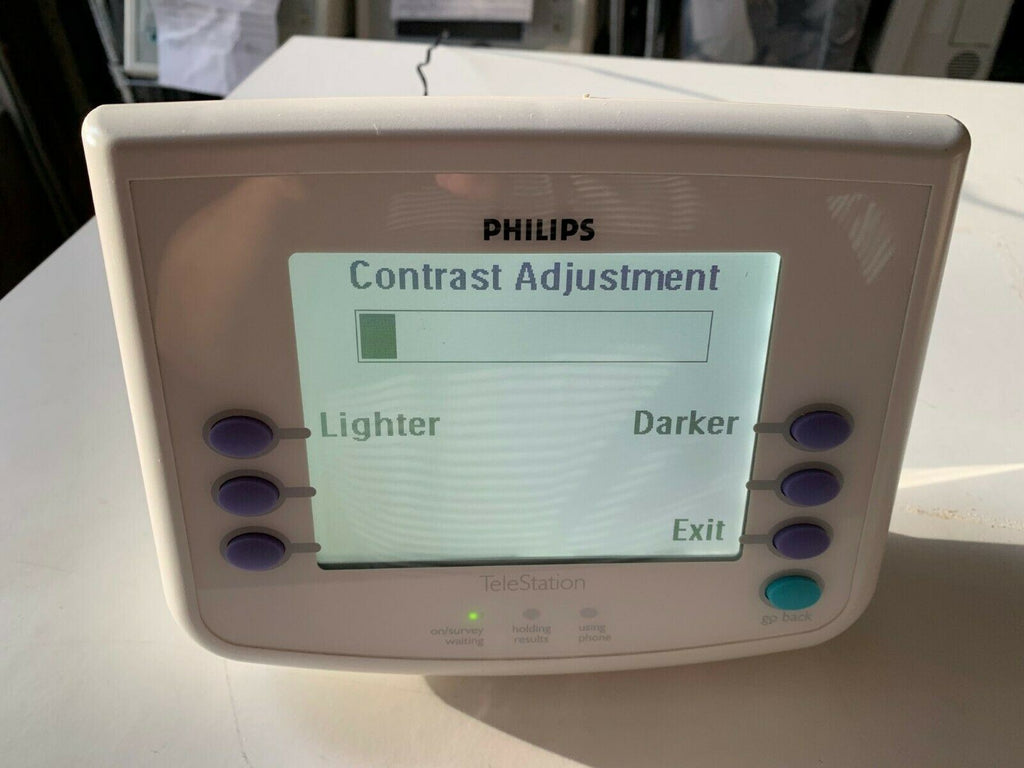 PHILIPS
Contrast Adjustment
Lighter
Darker
Exit
TeleStation
on/survey
waiting
holding
results
using
phone
go back